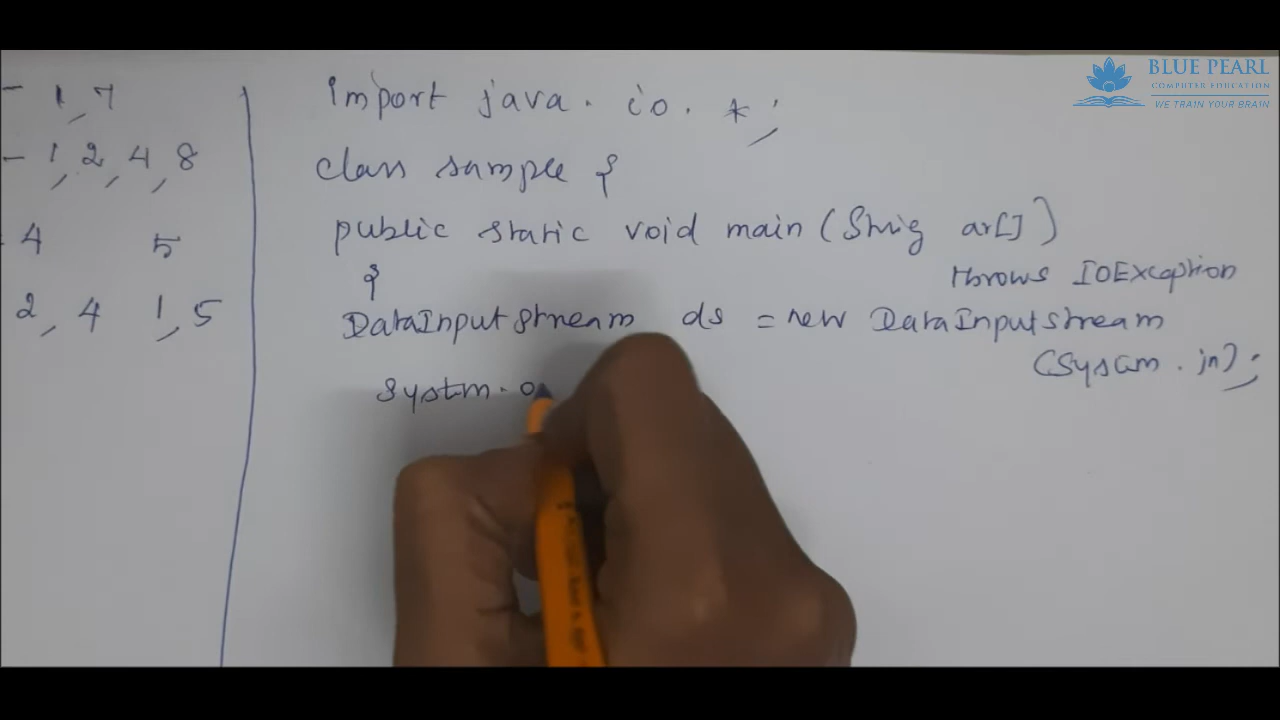 - 1, 7
- 1, 2, 4, 8
4 5
2, 4 1, 5
import java. io. *;
class sample {
public static void main (Strig ar[])
{
throws IOException
DataInputstream ds = new DataInputstream
(System . in);
System . o
BLUE PEARL
COMPUTER EDUCATION
WE TRAIN YOUR BRAIN